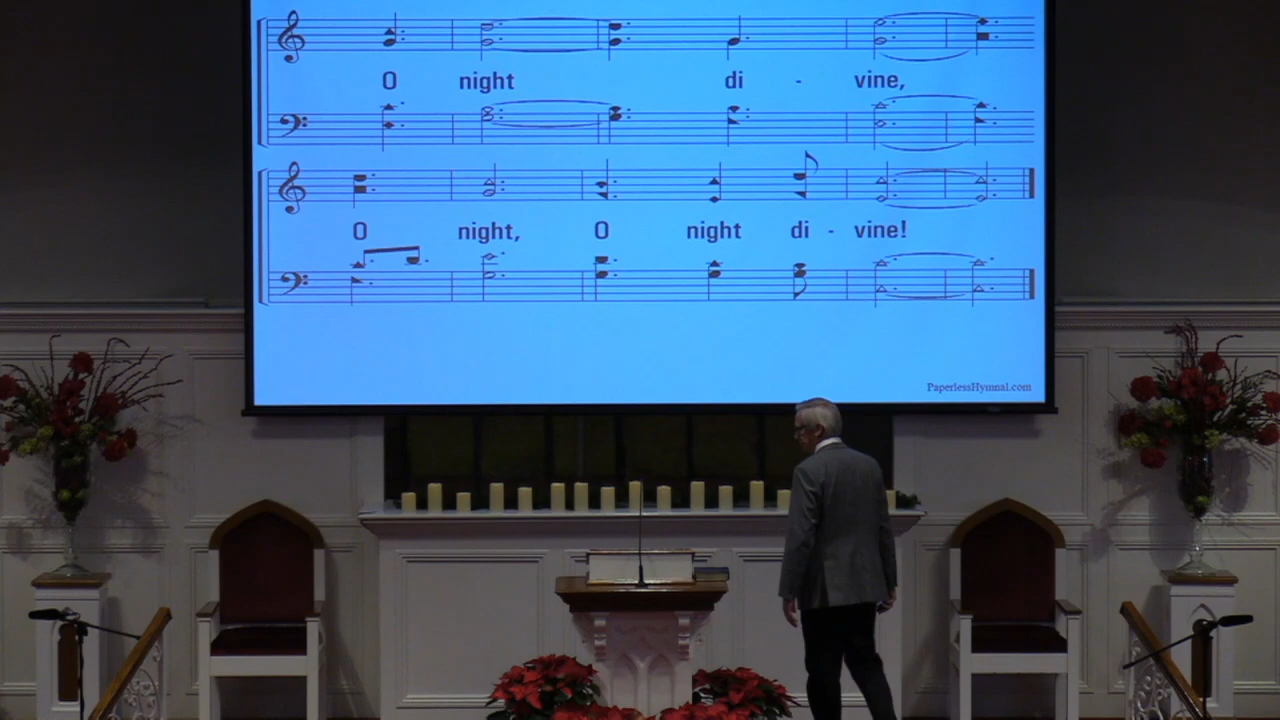 O night di - vine,
O night, O night di - vine!
PaperlessHymnal.com